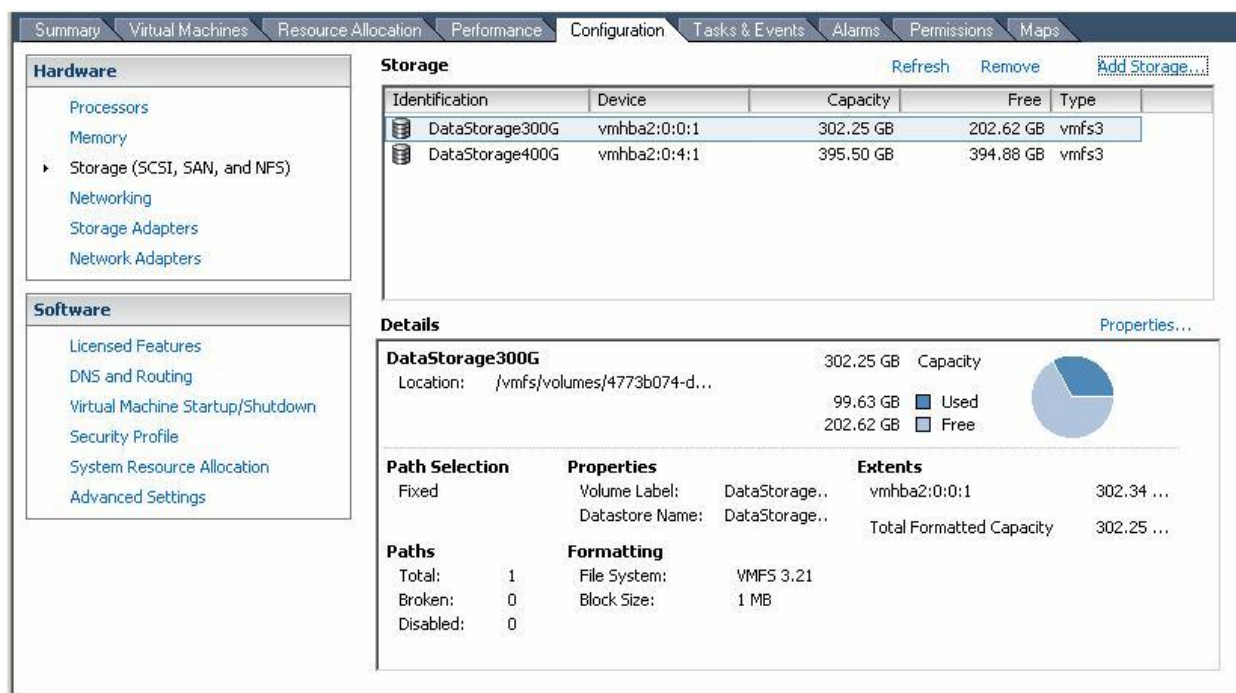 Summary Virtual Machines Resource Allocation Performance Configuration Tasks & Events Alarms Permissions Maps
Hardware
Processors
Memory
Storage (SCSI, SAN, and NFS)
Networking
Storage Adapters
Network Adapters
Software
Licensed Features
DNS and Routing
Virtual Machine Startup/Shutdown
Security Profile
System Resource Allocation
Advanced Settings
Storage Refresh Remove Add Storage...
Identification Device Capacity Free Type
DataStorage300G vmhba2:0:0:1 302.25 GB 202.62 GB vmfs3
DataStorage400G vmhba2:0:4:1 395.50 GB 394.88 GB vmfs3
Details Properties...
DataStorage300G 302.25 GB Capacity
Location: /vmfs/volumes/4773b074-d...
99.63 GB Used
202.62 GB Free
Path Selection Properties Extents
Fixed Volume Label: DataStorage.. vmhba2:0:0:1 302.34 ...
Datastore Name: DataStorage..
Total Formatted Capacity 302.25 ...
Paths Formatting
Total: 1 File System: VMFS 3.21
Broken: 0 Block Size: 1 MB
Disabled: 0